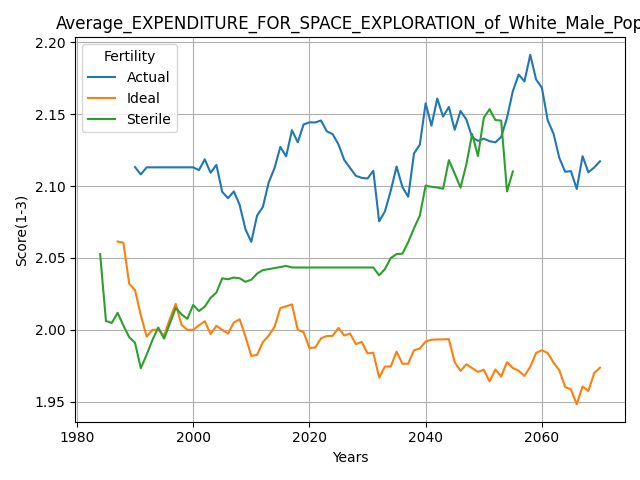 Average_EXPENDITURE_FOR_SPACE_EXPLORATION_of_White_Male_Pop
Fertility
Actual
Ideal
Sterile
Score(1-3)
2.20
2.15
2.10
2.05
2.00
1.95
1980 2000 2020 2040 2060
Years